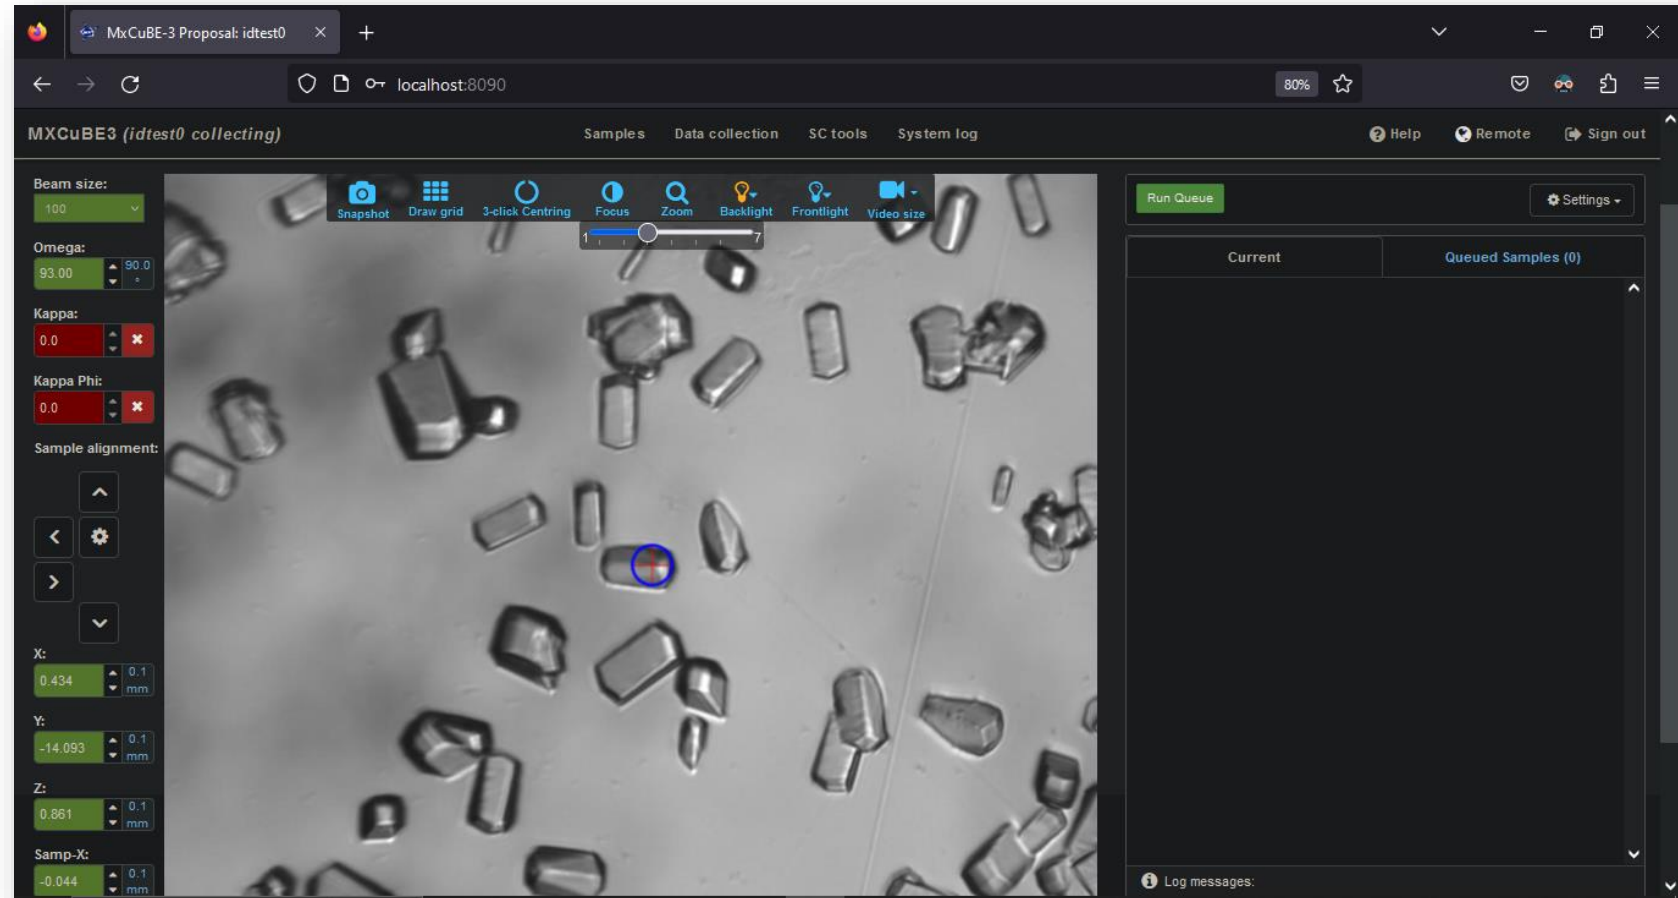 MxCuBE-3 Proposal: idtest0
localhost:8090
80%
MXCuBE3 (idtest0 collecting)
Samples Data collection SC tools System log
Help Remote Sign out
Beam size:
100
Omega:
93.00 90.0 °
Kappa:
0.0
Kappa Phi:
0.0
Sample alignment:
X:
0.434 0.1 mm
Y:
-14.093 0.1 mm
Z:
0.861 0.1 mm
Samp-X:
-0.044 0.1 mm
Snapshot Draw grid 3-click Centring Focus Zoom Backlight Frontlight Video size
1 7
Run Queue Settings
Current Queued Samples (0)
Log messages: